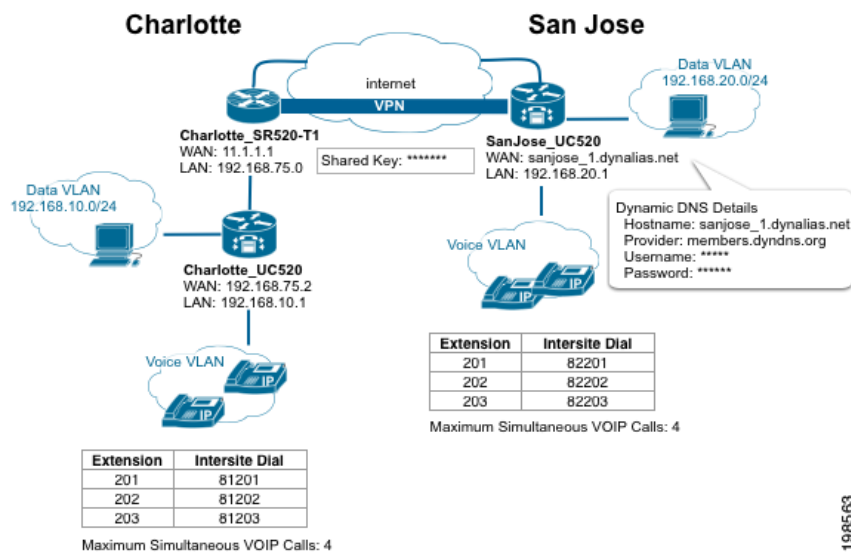 Charlotte
San Jose
internet
VPN
Data VLAN
192.168.20.0/24
Charlotte_SR520-T1
WAN: 11.1.1.1
LAN: 192.168.75.0
Shared Key: *******
SanJose_UC520
WAN: sanjose_1.dynalias.net
LAN: 192.168.20.1
Data VLAN
192.168.10.0/24
Dynamic DNS Details
Hostname: sanjose_1.dynalias.net
Provider: members.dyndns.org
Username: *****
Password: ******
Charlotte_UC520
WAN: 192.168.75.2
LAN: 192.168.10.1
Voice VLAN
IP
IP
Extension Intersite Dial
201 82201
202 82202
203 82203
Maximum Simultaneous VOIP Calls: 4
Voice VLAN
IP
IP
Extension Intersite Dial
201 81201
202 81202
203 81203
Maximum Simultaneous VOIP Calls: 4
198563